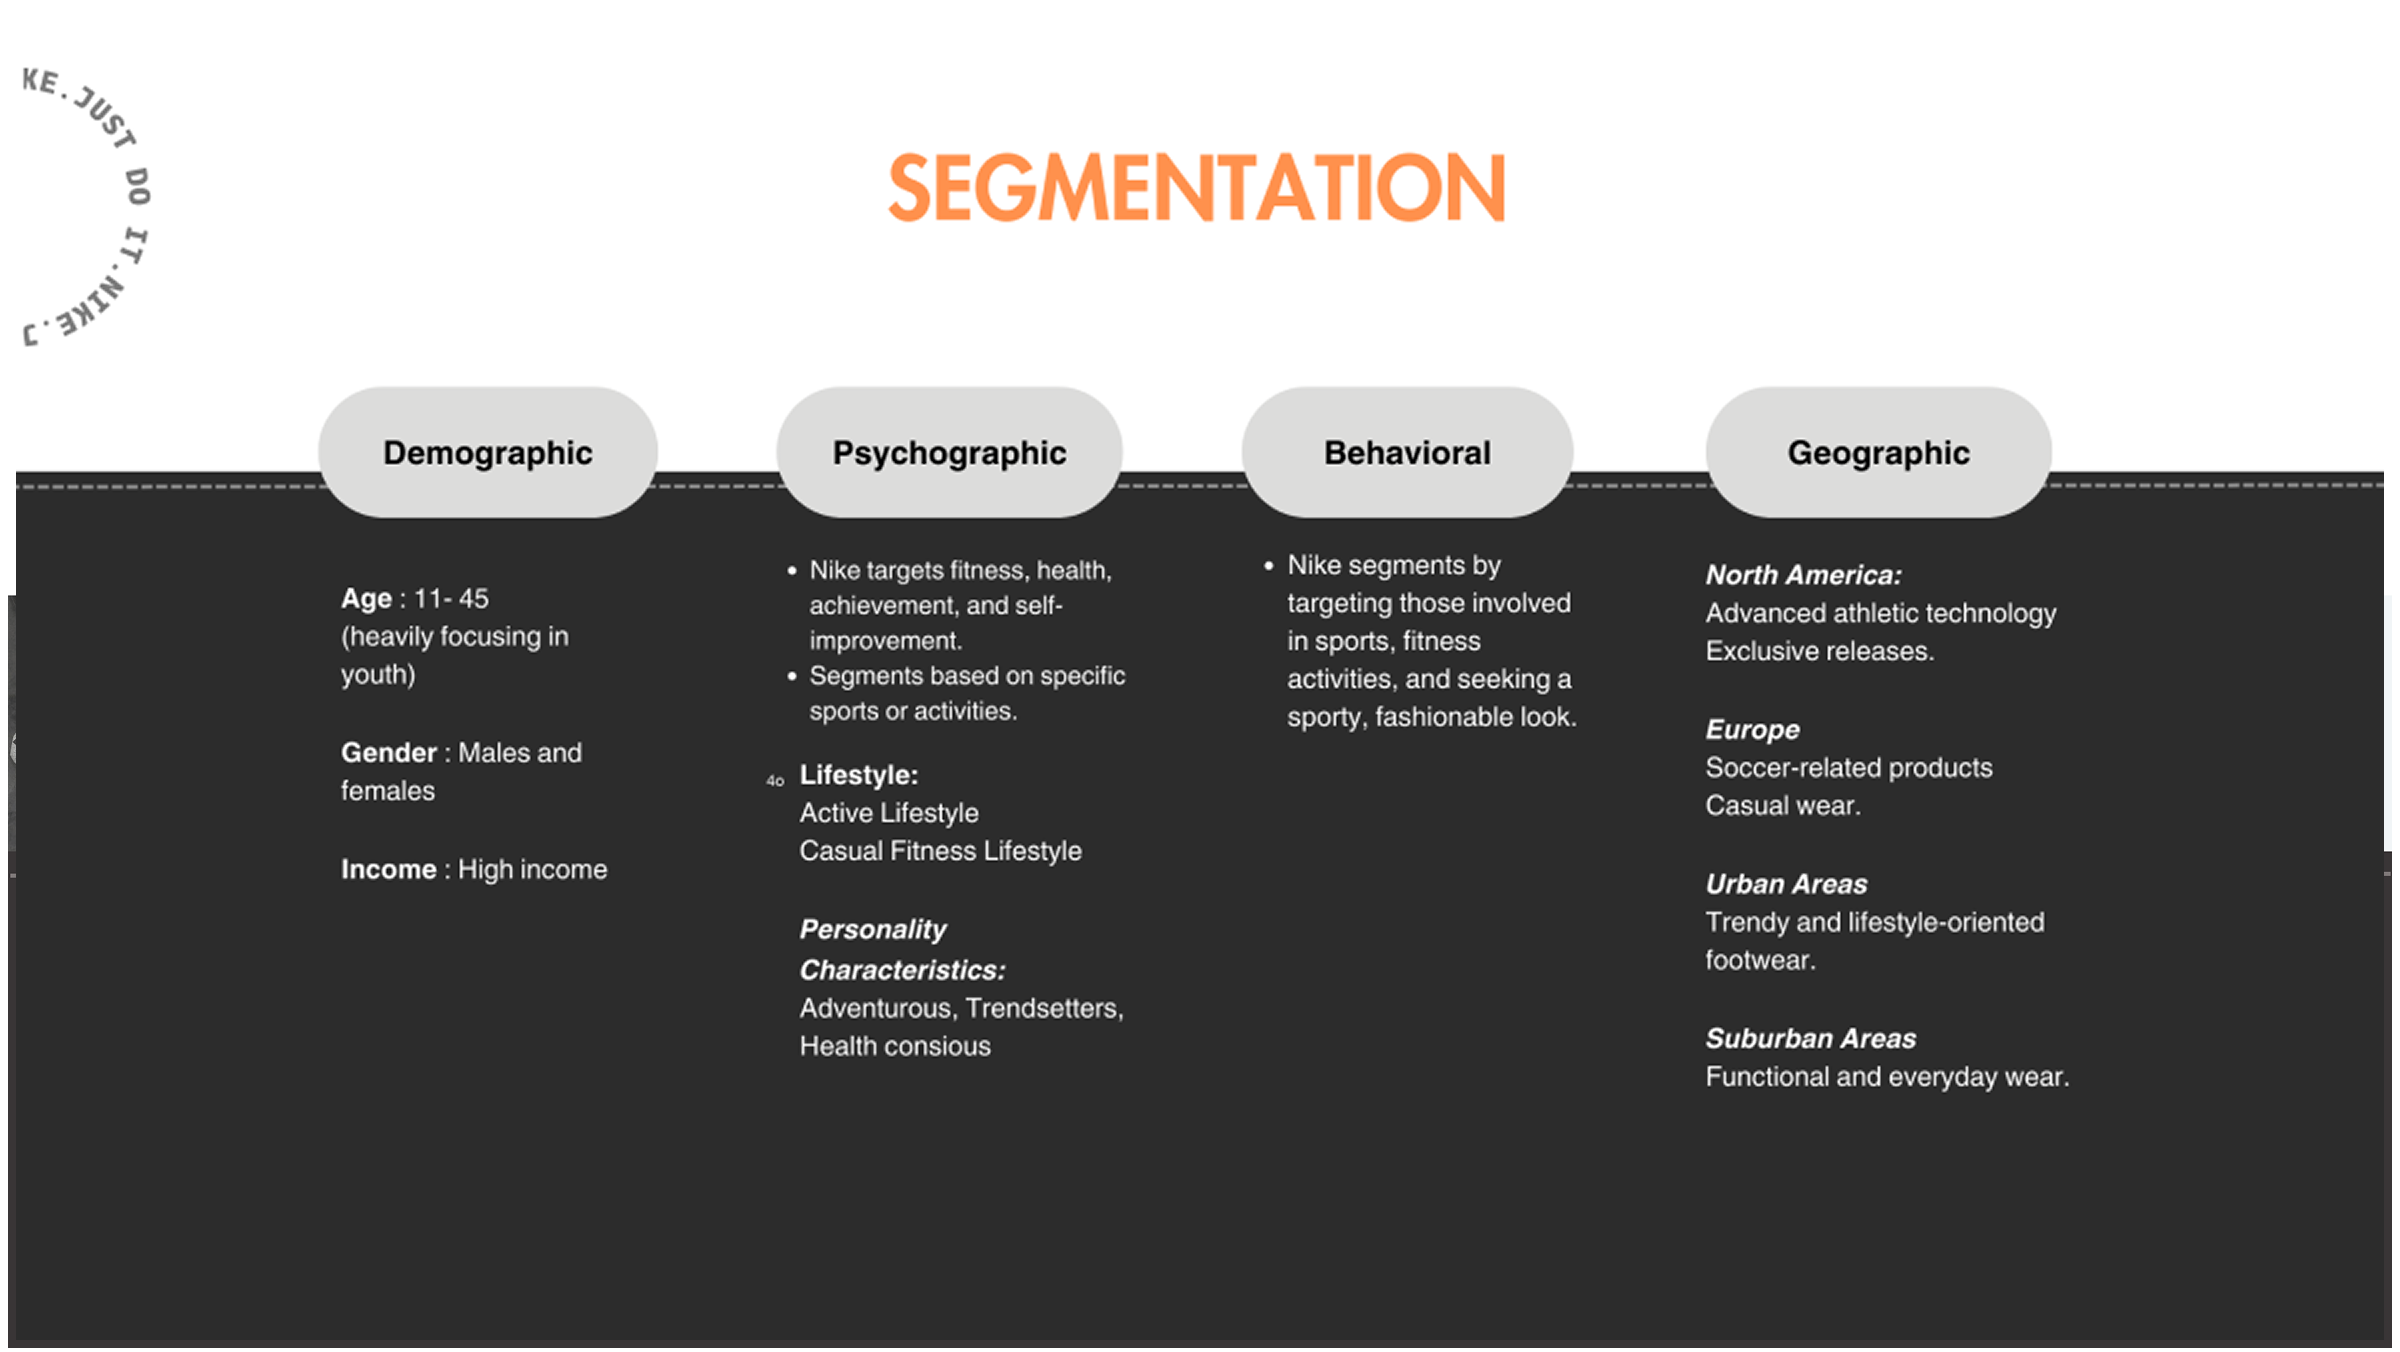 KE.JUST DO IT.NIKE.J
SEGMENTATION
Demographic
Age : 11- 45
(heavily focusing in
youth)
Gender : Males and
females
Income : High income
Psychographic
• Nike targets fitness, health,
achievement, and self-
improvement.
• Segments based on specific
sports or activities.
4o
Lifestyle:
Active Lifestyle
Casual Fitness Lifestyle
Personality
Characteristics:
Adventurous, Trendsetters,
Health consious
Behavioral
• Nike segments by
targeting those involved
in sports, fitness
activities, and seeking a
sporty, fashionable look.
Geographic
North America:
Advanced athletic technology
Exclusive releases.
Europe
Soccer-related products
Casual wear.
Urban Areas
Trendy and lifestyle-oriented
footwear.
Suburban Areas
Functional and everyday wear.